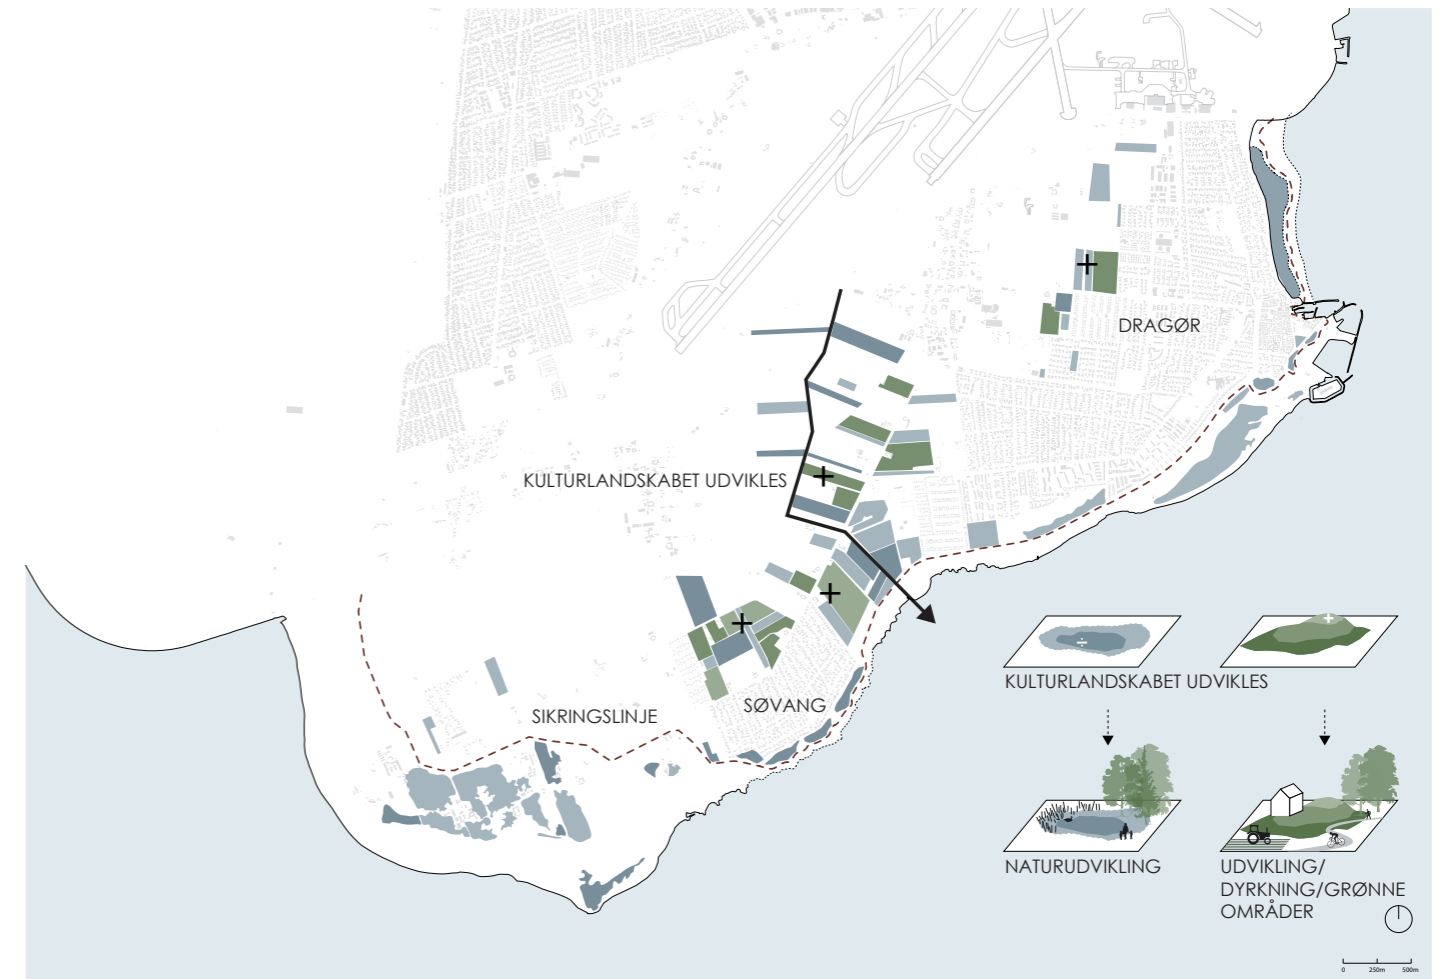 DRAGØR
KULTURLANDSKABET UDVIKLES
SØVANG
SIKRINGSLINJE
KULTURLANDSKABET UDVIKLES
NATURUDVIKLING
UDVIKLING/
DYRKNING/GRØNNE
OMRÅDER
0 250m 500m